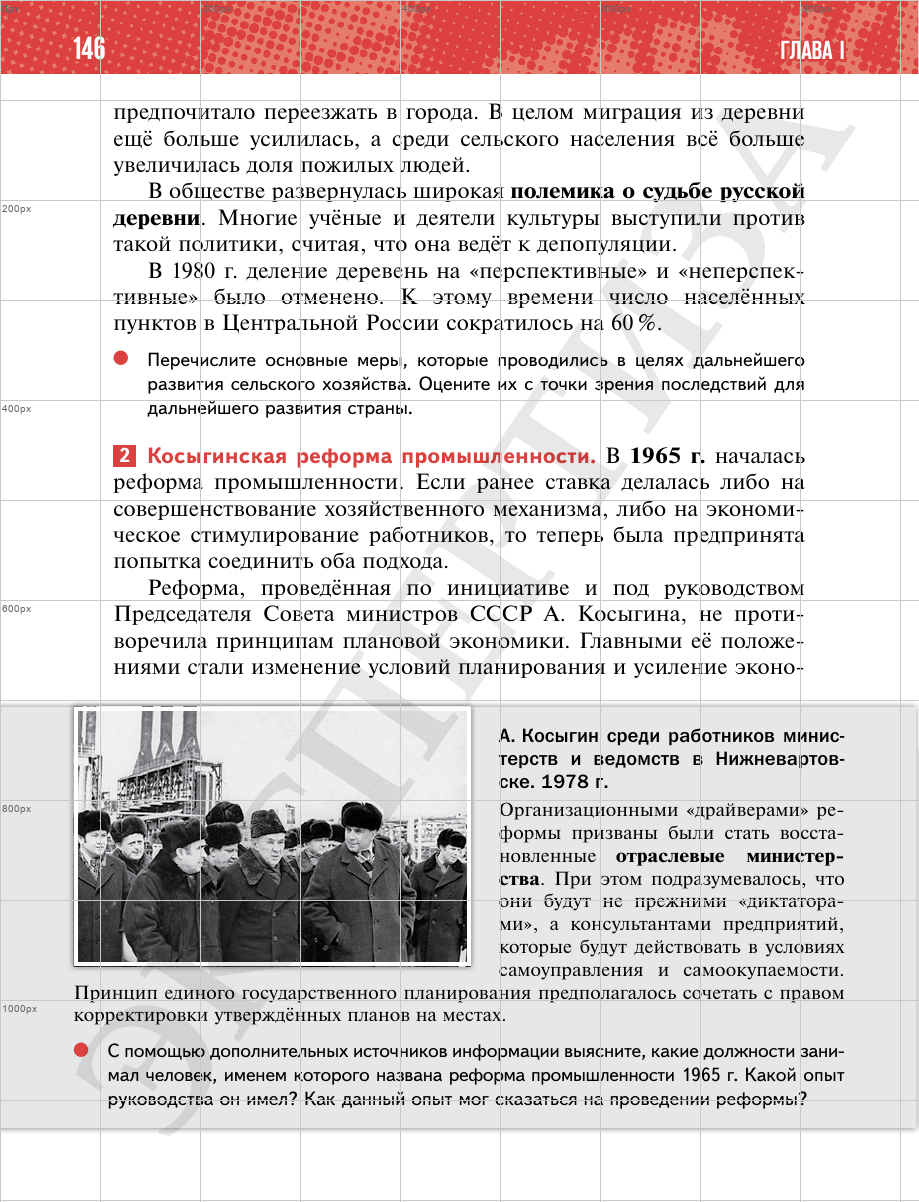 146
ГЛАВА I
предпочитало переезжать в города. В целом миграция из деревни
ещё больше усилилась, а среди сельского населения всё больше
увеличилась доля пожилых людей.
В обществе развернулась широкая полемика о судьбе русской
деревни. Многие учёные и деятели культуры выступили против
такой политики, считая, что она ведёт к депопуляции.
В 1980 г. деление деревень на «перспективные» и «неперспек-
тивные» было отменено. К этому времени число населённых
пунктов в Центральной России сократилось на 60 %.
Перечислите основные меры, которые проводились в целях дальнейшего
развития сельского хозяйства. Оцените их с точки зрения последствий для
дальнейшего развития страны.
2 Косыгинская реформа промышленности. В 1965 г. началась
реформа промышленности. Если ранее ставка делалась либо на
совершенствование хозяйственного механизма, либо на экономи-
ческое стимулирование работников, то теперь была предпринята
попытка соединить оба подхода.
Реформа, проведённая по инициативе и под руководством
Председателя Совета министров СССР А. Косыгина, не проти-
воречила принципам плановой экономики. Главными её положе-
ниями стали изменение условий планирования и усиление эконо-
А. Косыгин среди работников минис-
терств и ведомств в Нижневартов-
ске. 1978 г.
Организационными «драйверами» ре-
формы призваны были стать восста-
новленные отраслевые министер-
ства. При этом подразумевалось, что
они будут не прежними «диктатора-
ми», а консультантами предприятий,
которые будут действовать в условиях
самоуправления и самоокупаемости.
Принцип единого государственного планирования предполагалось сочетать с правом
корректировки утверждённых планов на местах.
С помощью дополнительных источников информации выясните, какие должности зани-
мал человек, именем которого названа реформа промышленности 1965 г. Какой опыт
руководства он имел? Как данный опыт мог сказаться на проведении реформы?
ЭКСПЕРТИЗА
200px
400px
600px
800px
1000px